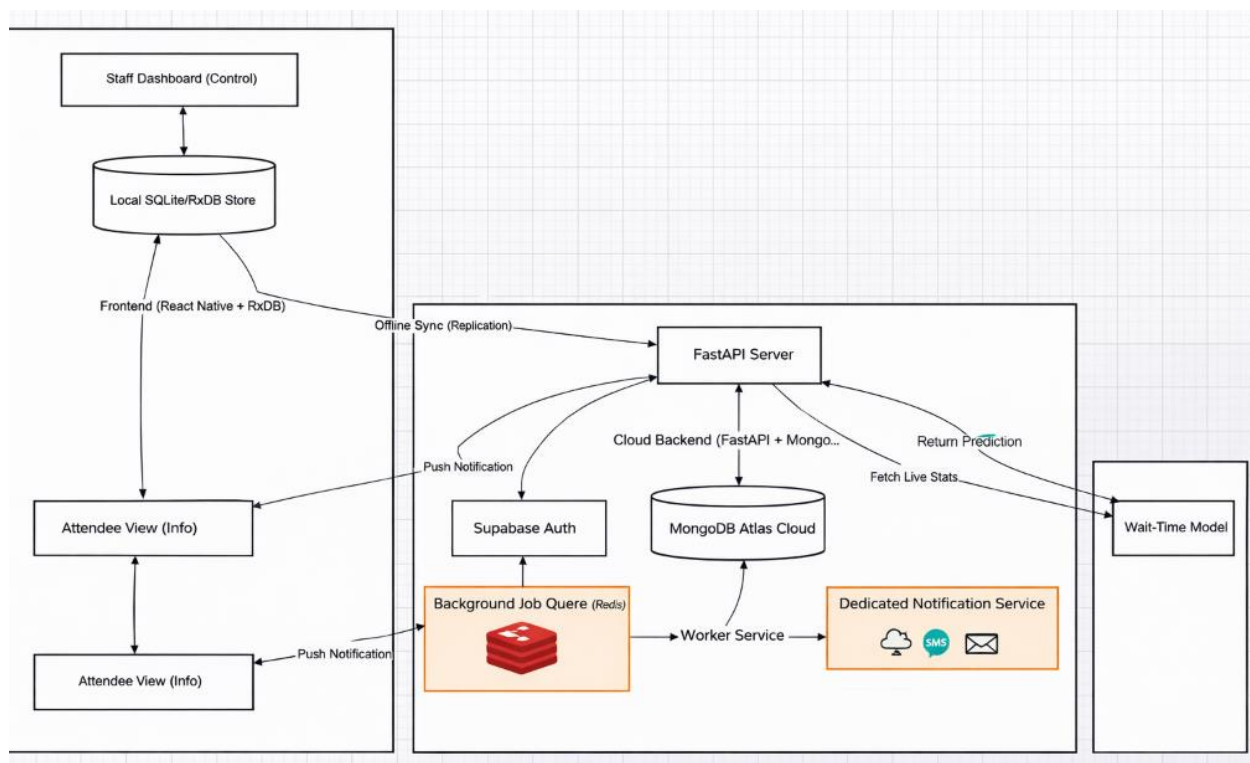 Staff Dashboard (Control)
Local SQLite/RxDB Store
Frontend (React Native + RxDB)
Offline Sync (Replication)
FastAPI Server
Cloud Backend (FastAPI + Mongo...
Return Prediction
Push Notification
Fetch Live Stats
Attendee View (Info)
Supabase Auth
MongoDB Atlas Cloud
Wait-Time Model
Background Job Quere (Redis)
Dedicated Notification Service
SMS
Worker Service
Push Notification
Attendee View (Info)